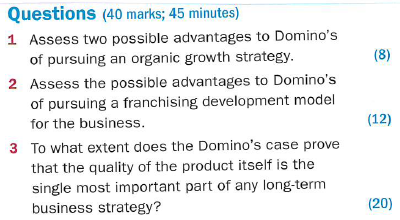 Questions (40 marks; 45 minutes)
1 Assess two possible advantages to Domino's
of pursuing an organic growth strategy. (8)
2 Assess the possible advantages to Domino's
of pursuing a franchising development model
for the business. (12)
3 To what extent does the Domino's case prove
that the quality of the product itself is the
single most important part of any long-term
business strategy? (20)